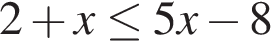 2 + x ≤ 5x − 8